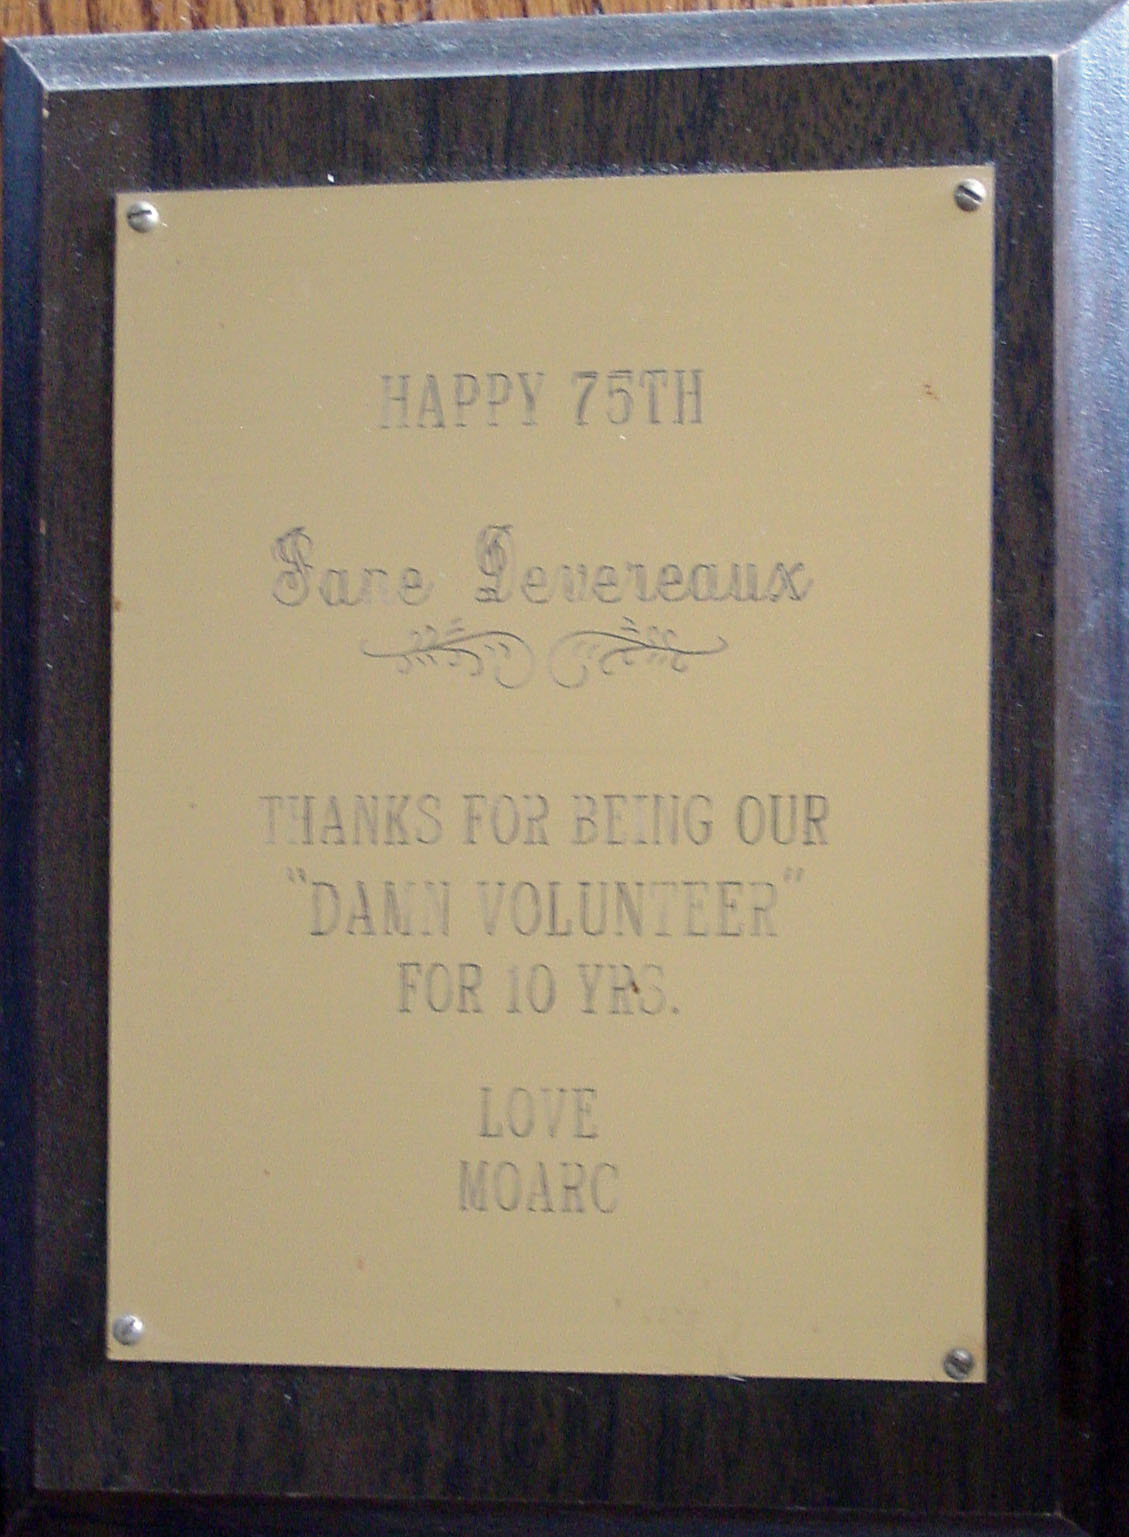 HAPPY 75TH
Jane Devereaux
THANKS FOR BEING OUR
"DAMN VOLUNTEER"
FOR 10 YRS.
LOVE
MOARC